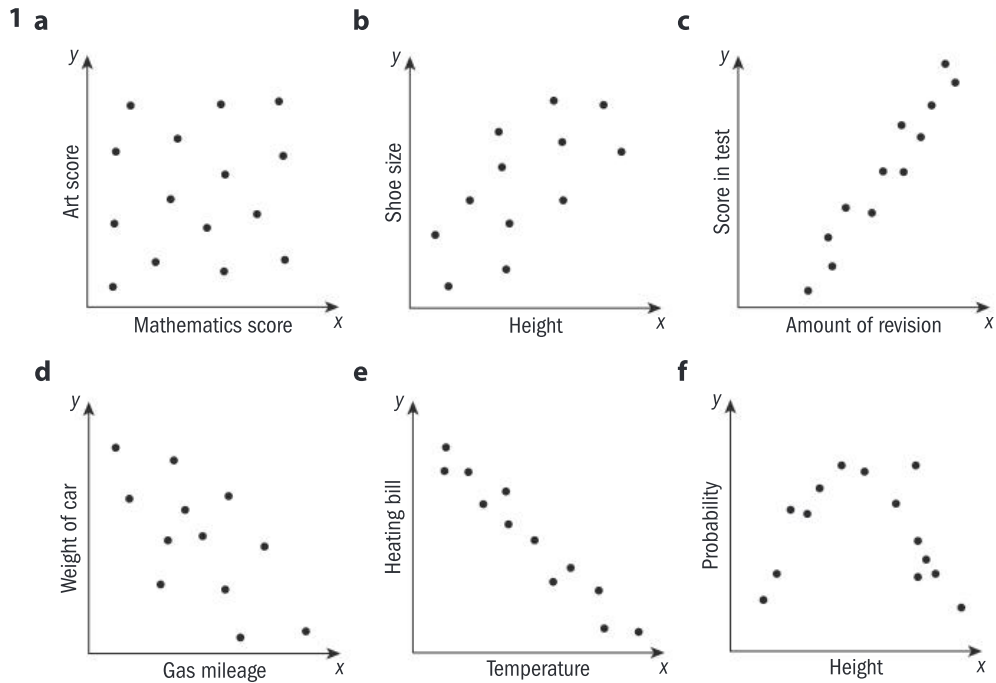 1 a
y
Art score
Mathematics score
x
b
y
Shoe size
Height
x
c
y
Score in test
Amount of revision
x
d
y
Weight of car
Gas mileage
x
e
y
Heating bill
Temperature
x
f
y
Probability
Height
x